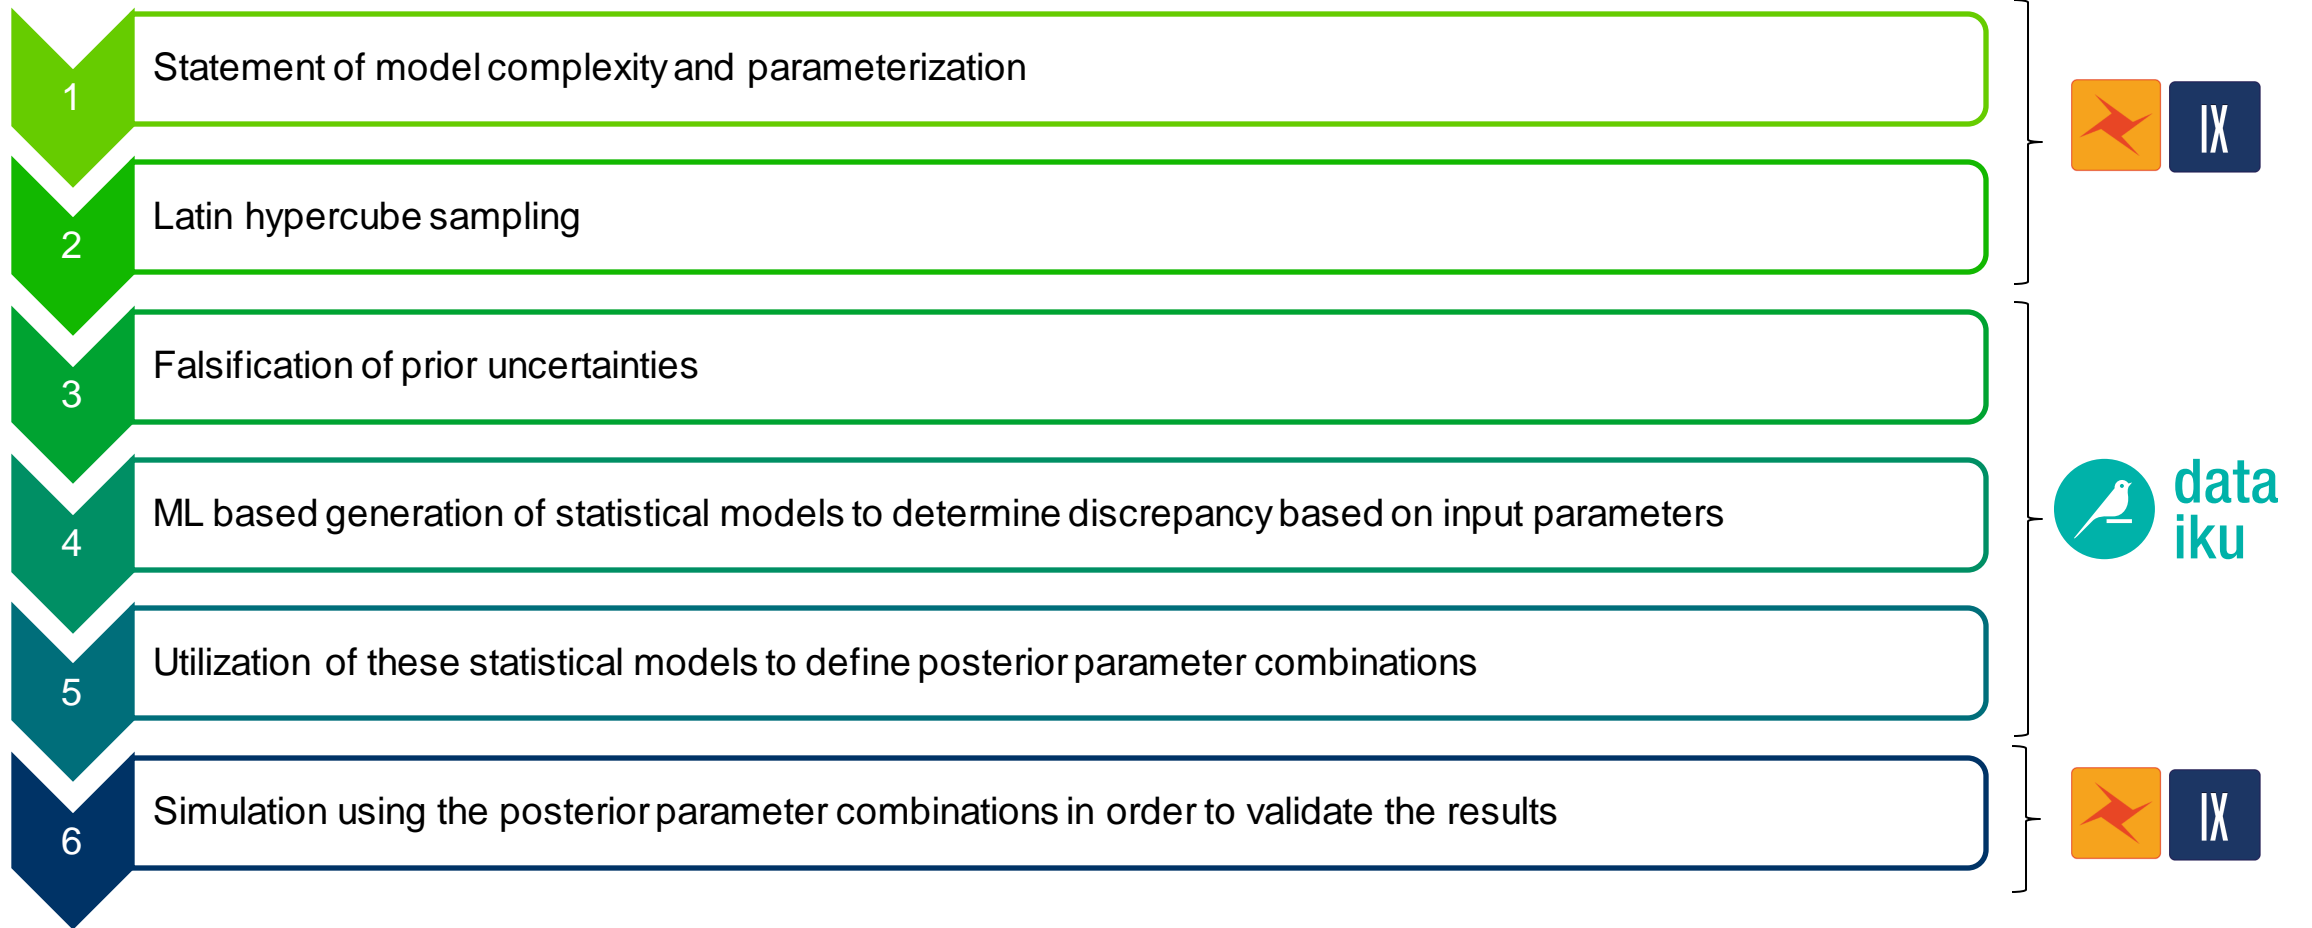 1
Statement of model complexity and parameterization
IX
2
Latin hypercube sampling
3
Falsification of prior uncertainties
4
ML based generation of statistical models to determine discrepancy based on input parameters
data
iku
5
Utilization of these statistical models to define posterior parameter combinations
6
Simulation using the posterior parameter combinations in order to validate the results
IX